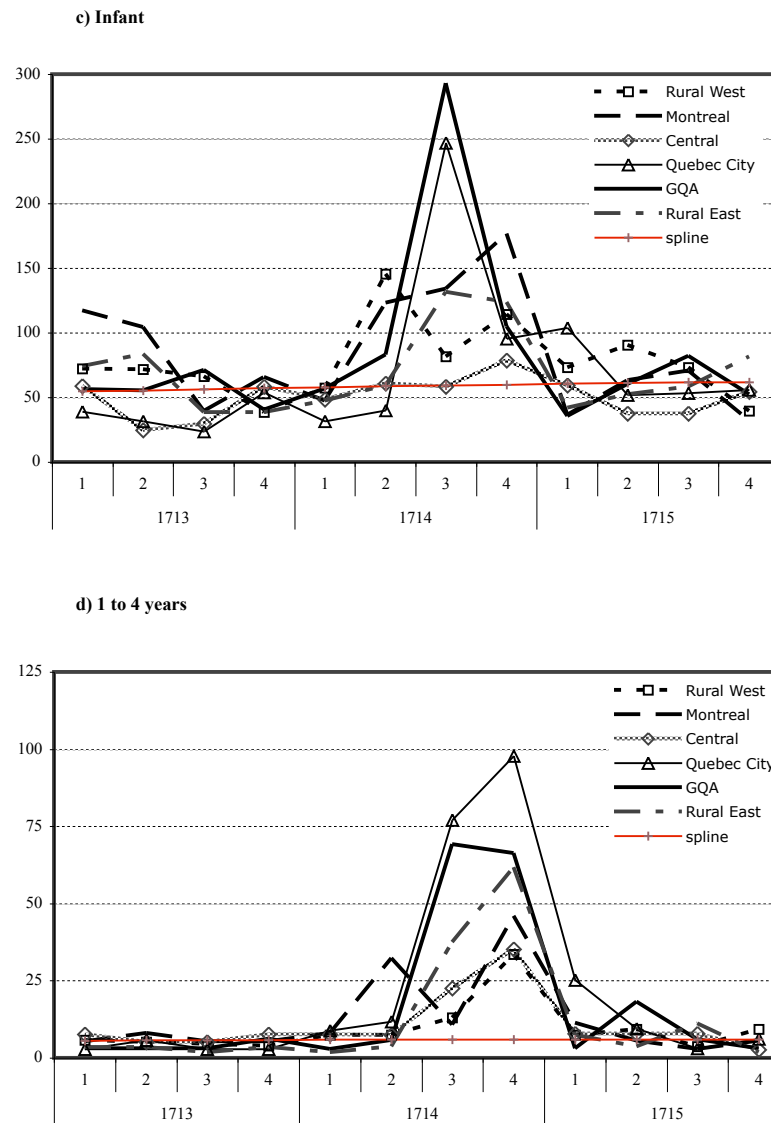 c) Infant
300
250
200
150
100
50
0
Rural West
Montreal
Central
Quebec City
GQA
Rural East
spline
1 2 3 4 1 2 3 4 1 2 3 4
1713 1714 1715
d) 1 to 4 years
125
100
75
50
25
0
Rural West
Montreal
Central
Quebec City
GQA
Rural East
spline
1 2 3 4 1 2 3 4 1 2 3 4
1713 1714 1715